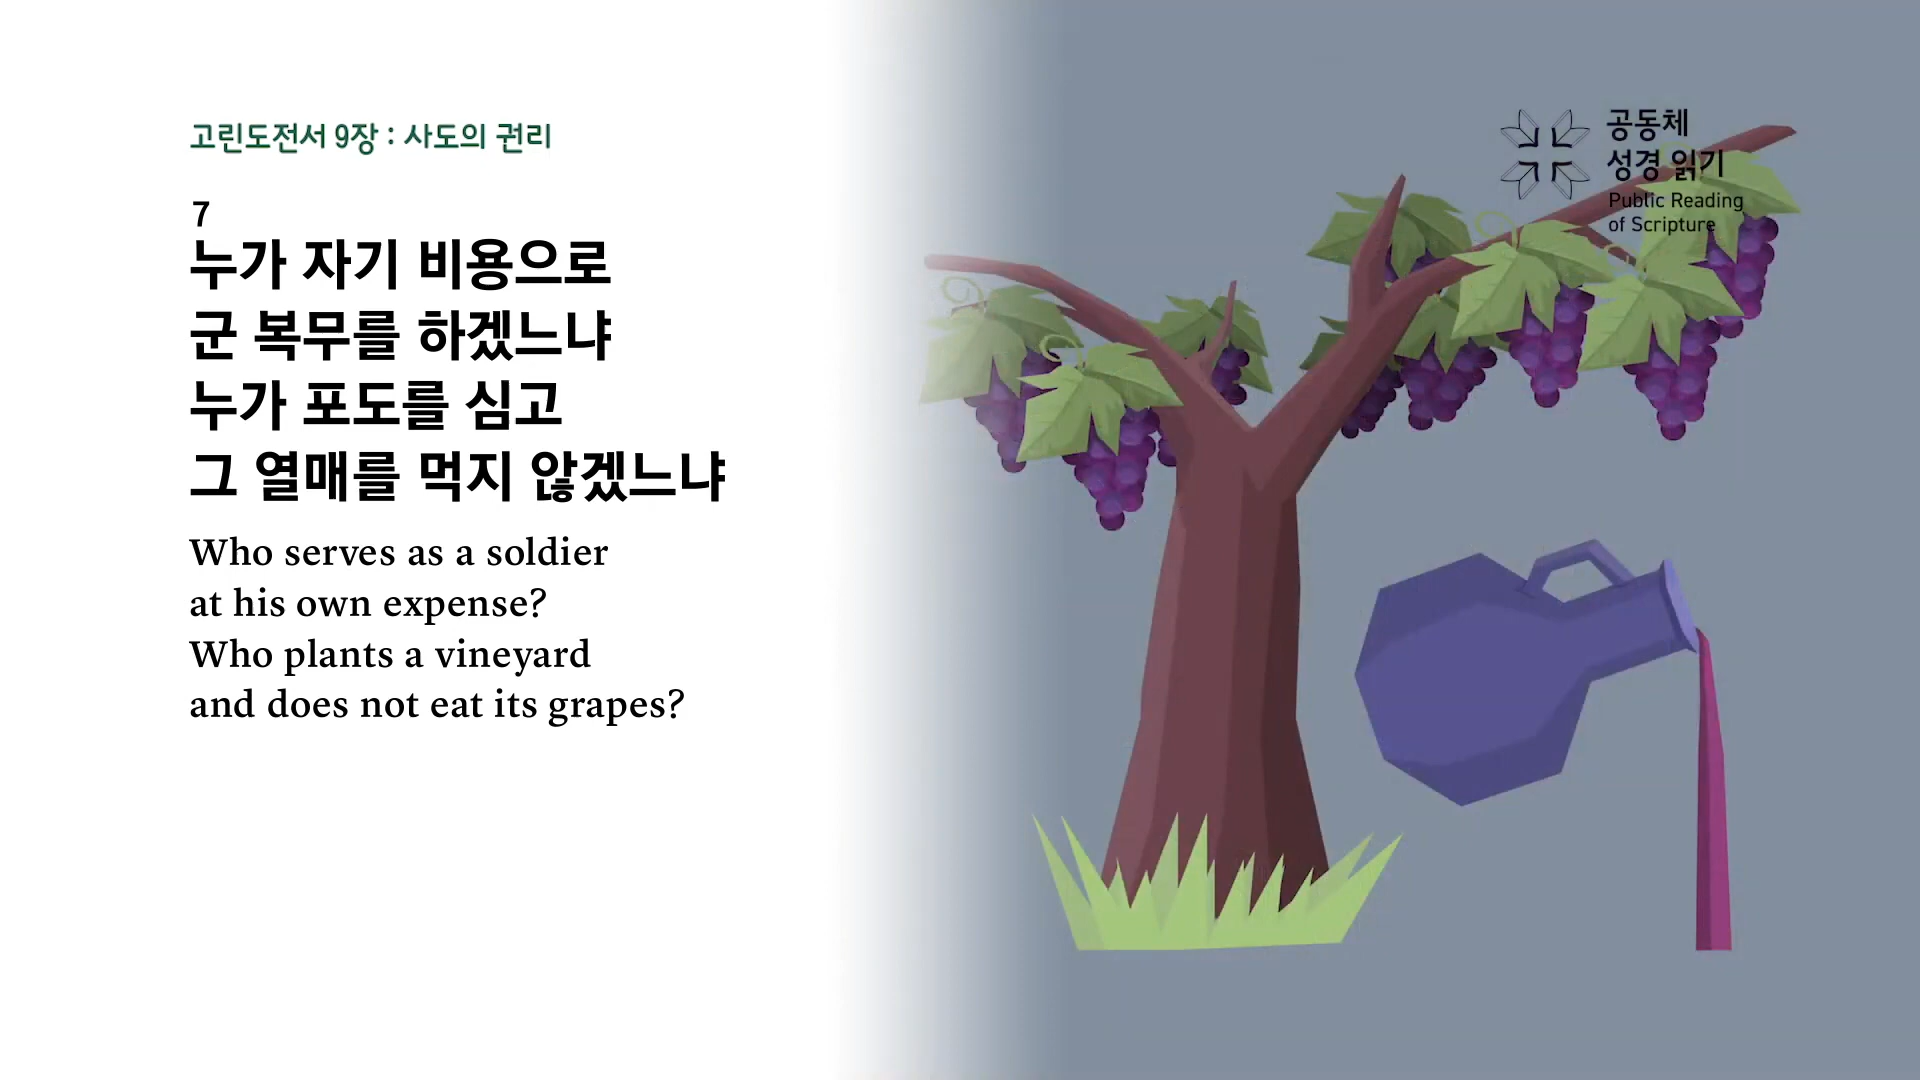 고린도전서 9장 : 사도의 권리
7
누가 자기 비용으로
군 복무를 하겠느냐
누가 포도를 심고
그 열매를 먹지 않겠느냐
Who serves as a soldier
at his own expense?
Who plants a vineyard
and does not eat its grapes?
공동체
성경 읽기
Public Reading
of Scripture